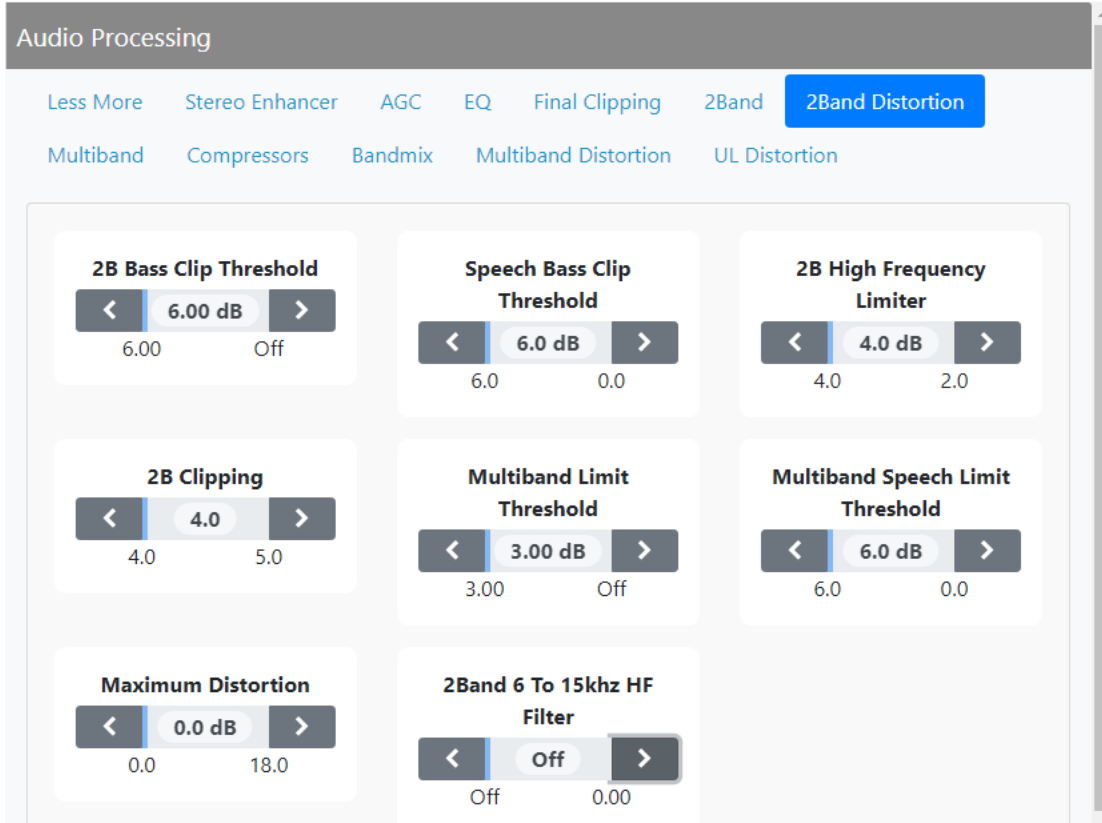 Audio Processing
Less More Stereo Enhancer AGC EQ Final Clipping 2Band 2Band Distortion
Multiband Compressors Bandmix Multiband Distortion UL Distortion
2B Bass Clip Threshold
6.00 dB
6.00 Off
Speech Bass Clip
Threshold
6.0 dB
6.0 0.0
2B High Frequency
Limiter
4.0 dB
4.0 2.0
2B Clipping
4.0
4.0 5.0
Multiband Limit
Threshold
3.00 dB
3.00 Off
Multiband Speech Limit
Threshold
6.0 dB
6.0 0.0
Maximum Distortion
0.0 dB
0.0 18.0
2Band 6 To 15khz HF
Filter
Off
Off 0.00